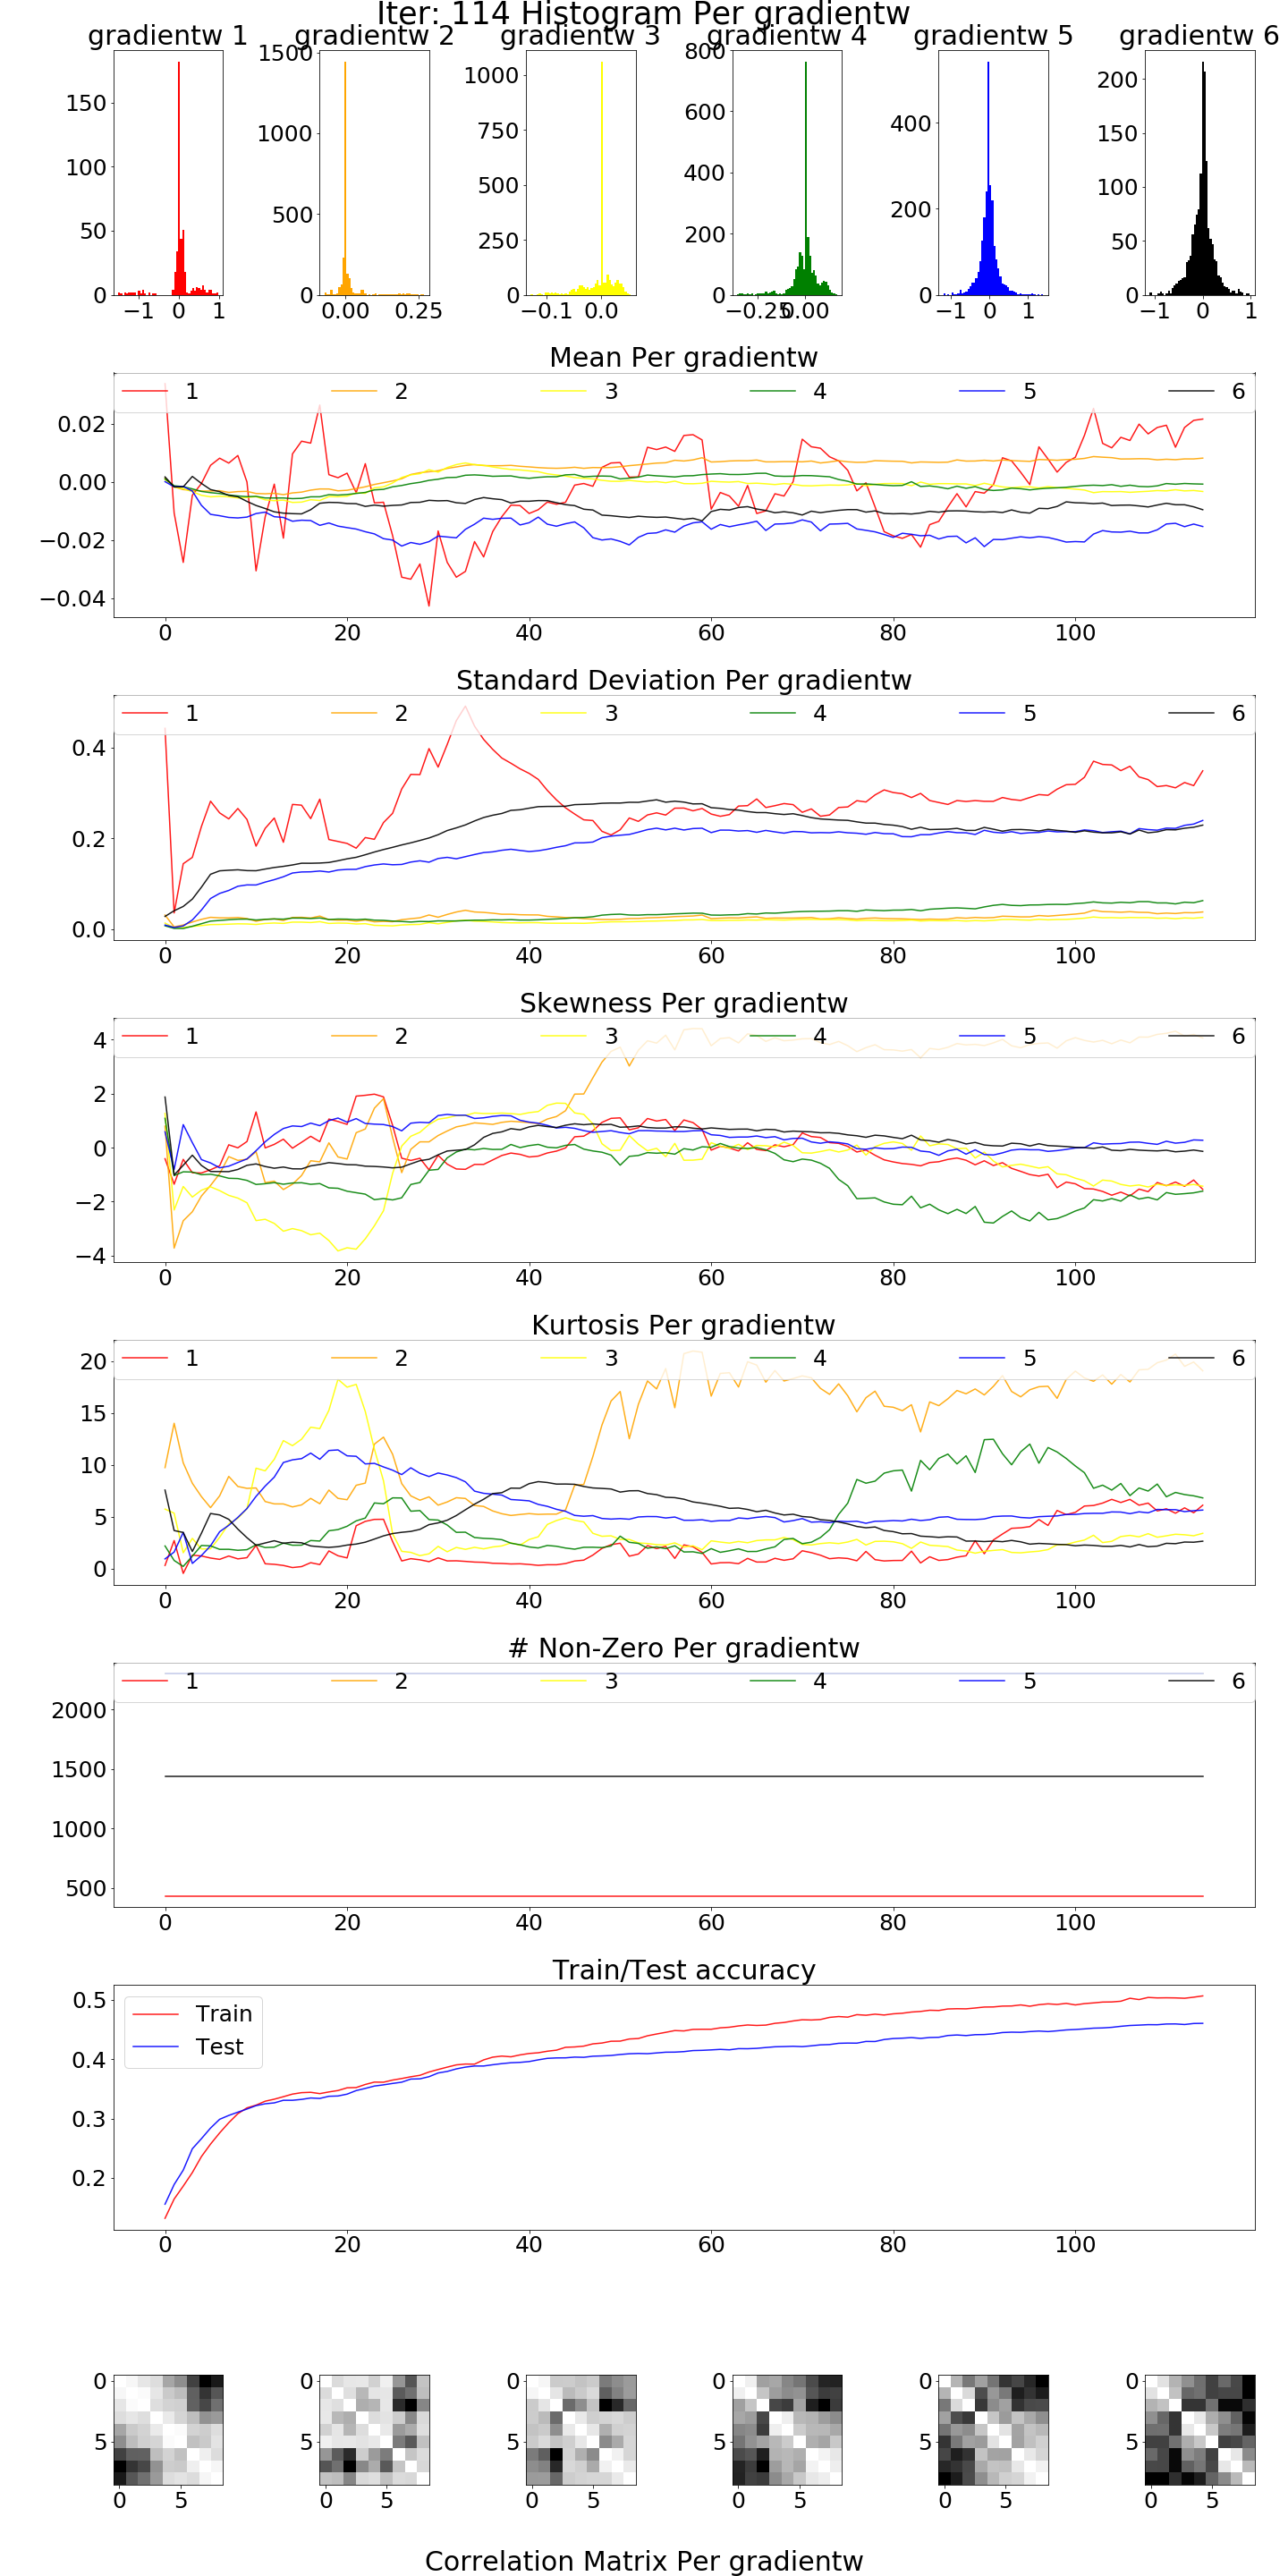 Iter: 114 Histogram Per gradientw
gradientw 1 gradientw 2 gradientw 3 gradientw 4 gradientw 5 gradientw 6
150
100
50
0
−1 0 1
1500
1000
500
0
0.00 0.25
1000
750
500
250
0
−0.1 0.0
800
600
400
200
0
−0.25 0.00
400
200
0
−1 0 1
200
150
100
50
0
−1 0 1
Mean Per gradientw
1 2 3 4 5 6
0.02
0.00
−0.02
−0.04
0 20 40 60 80 100
Standard Deviation Per gradientw
1 2 3 4 5 6
0.4
0.2
0.0
0 20 40 60 80 100
Skewness Per gradientw
1 2 3 4 5 6
4
2
0
−2
−4
0 20 40 60 80 100
Kurtosis Per gradientw
1 2 3 4 5 6
20
15
10
5
0
0 20 40 60 80 100
# Non-Zero Per gradientw
1 2 3 4 5 6
2000
1500
1000
500
0 20 40 60 80 100
Train/Test accuracy
Train
Test
0.5
0.4
0.3
0.2
0 20 40 60 80 100
0 0 0 0 0 0
5 5 5 5 5 5
0 5 0 5 0 5 0 5 0 5 0 5
Correlation Matrix Per gradientw